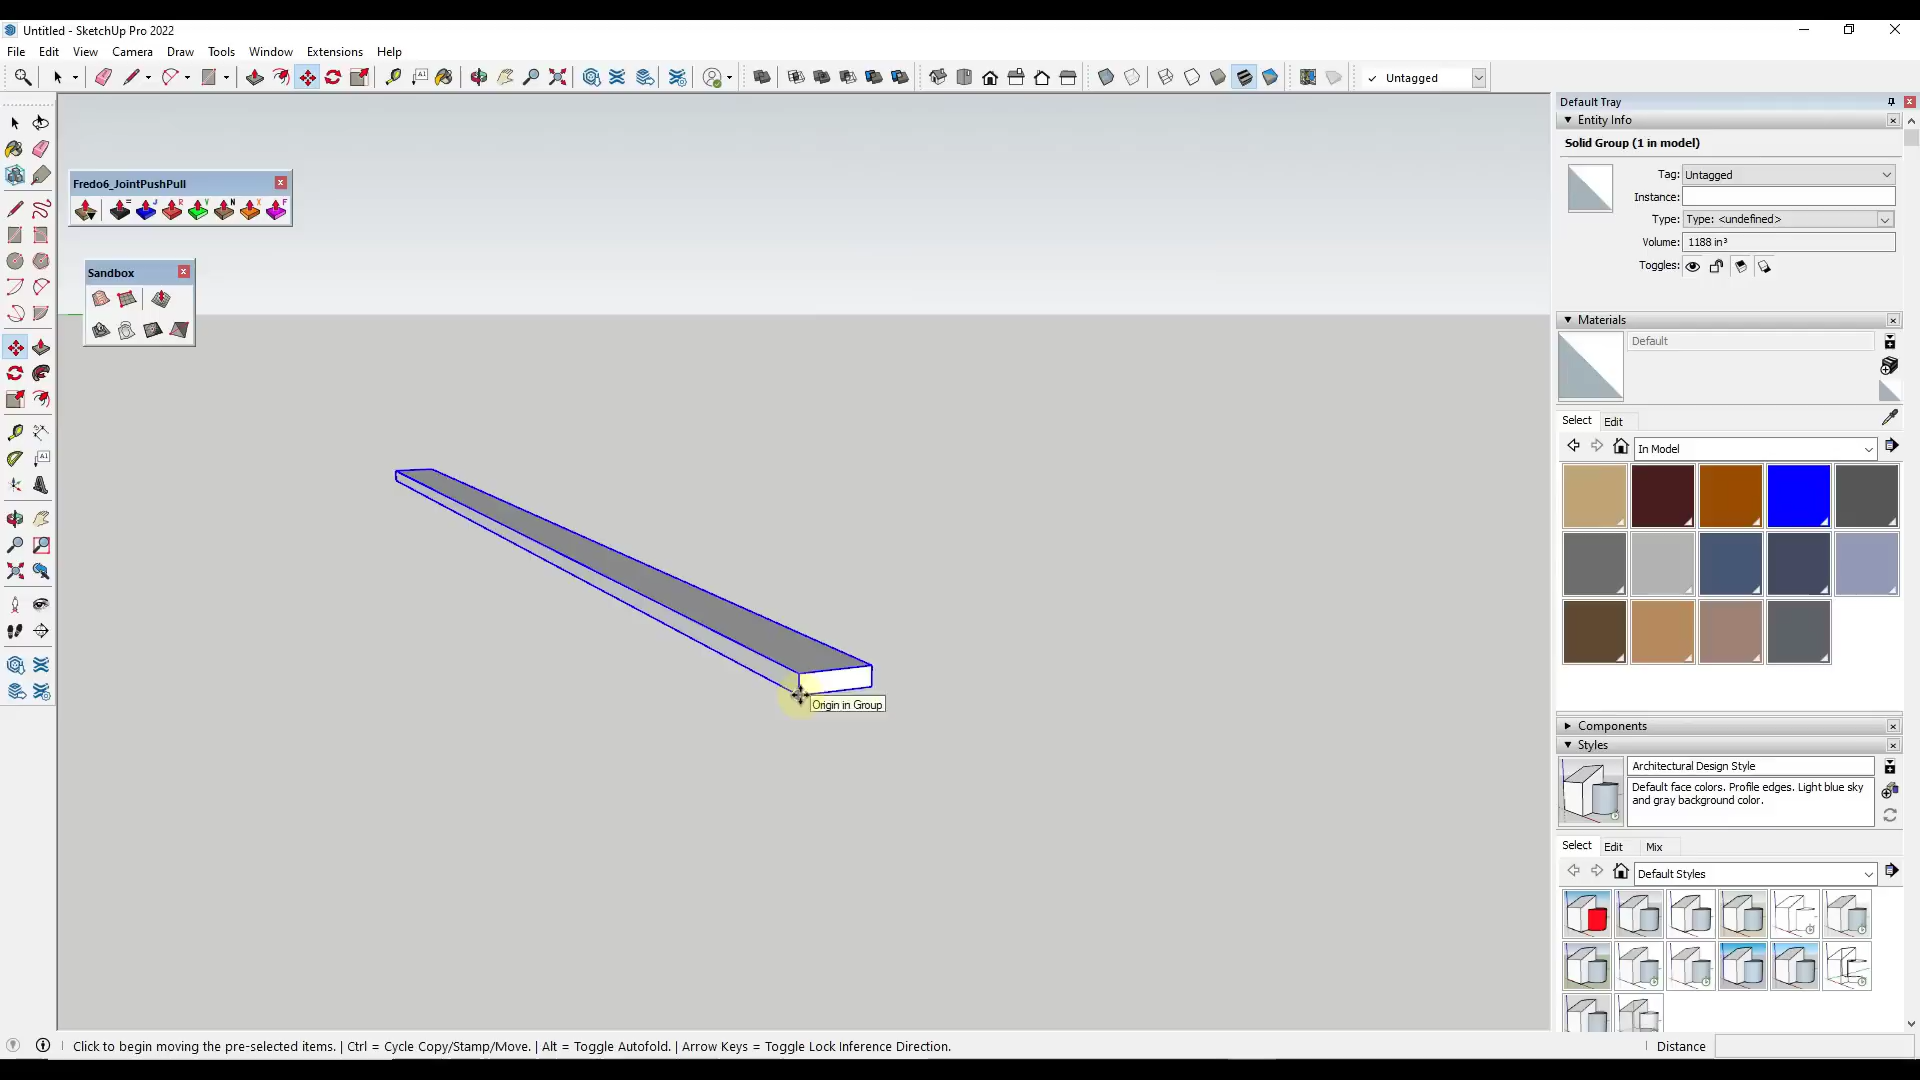 Untitled - SketchUp Pro 2022
File Edit View Camera Draw Tools Window Extensions Help
Untagged
Default Tray
Entity Info
Solid Group (1 in model)
Tag: Untagged
Instance:
Type: Type: <undefined>
Volume: 1188 in³
Toggles:
Fredo6_JointPushPull
= J R V N X F
Sandbox
Materials
Default
Select Edit
In Model
Origin in Group
Components
Styles
Architectural Design Style
Default face colors. Profile edges. Light blue sky
and gray background color.
Select Edit Mix
Default Styles
Click to begin moving the pre-selected items. | Ctrl = Cycle Copy/Stamp/Move. | Alt = Toggle Autofold. | Arrow Keys = Toggle Lock Inference Direction.
Distance